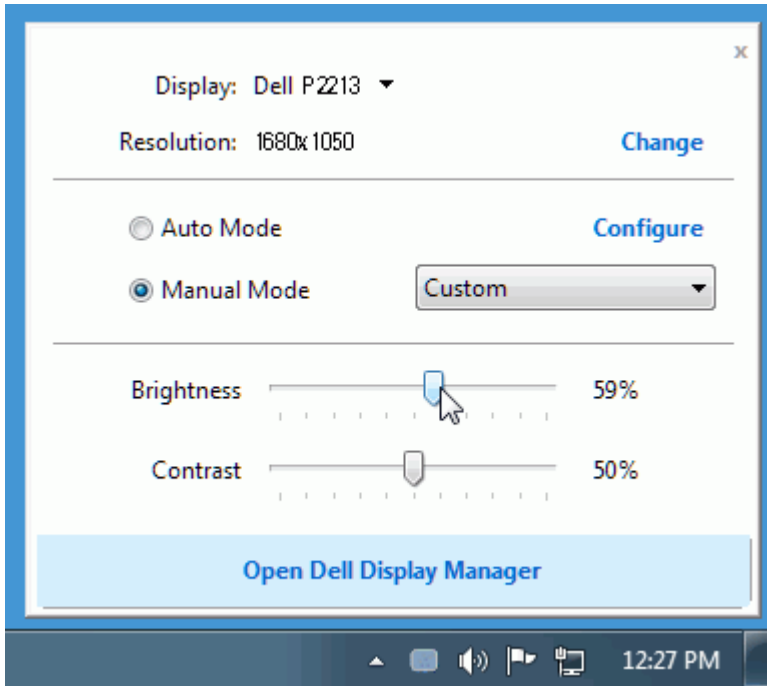 x
Display: Dell P2213
Resolution: 1680x1050 Change
Auto Mode Configure
Manual Mode Custom
Brightness 59%
Contrast 50%
Open Dell Display Manager
12:27 PM